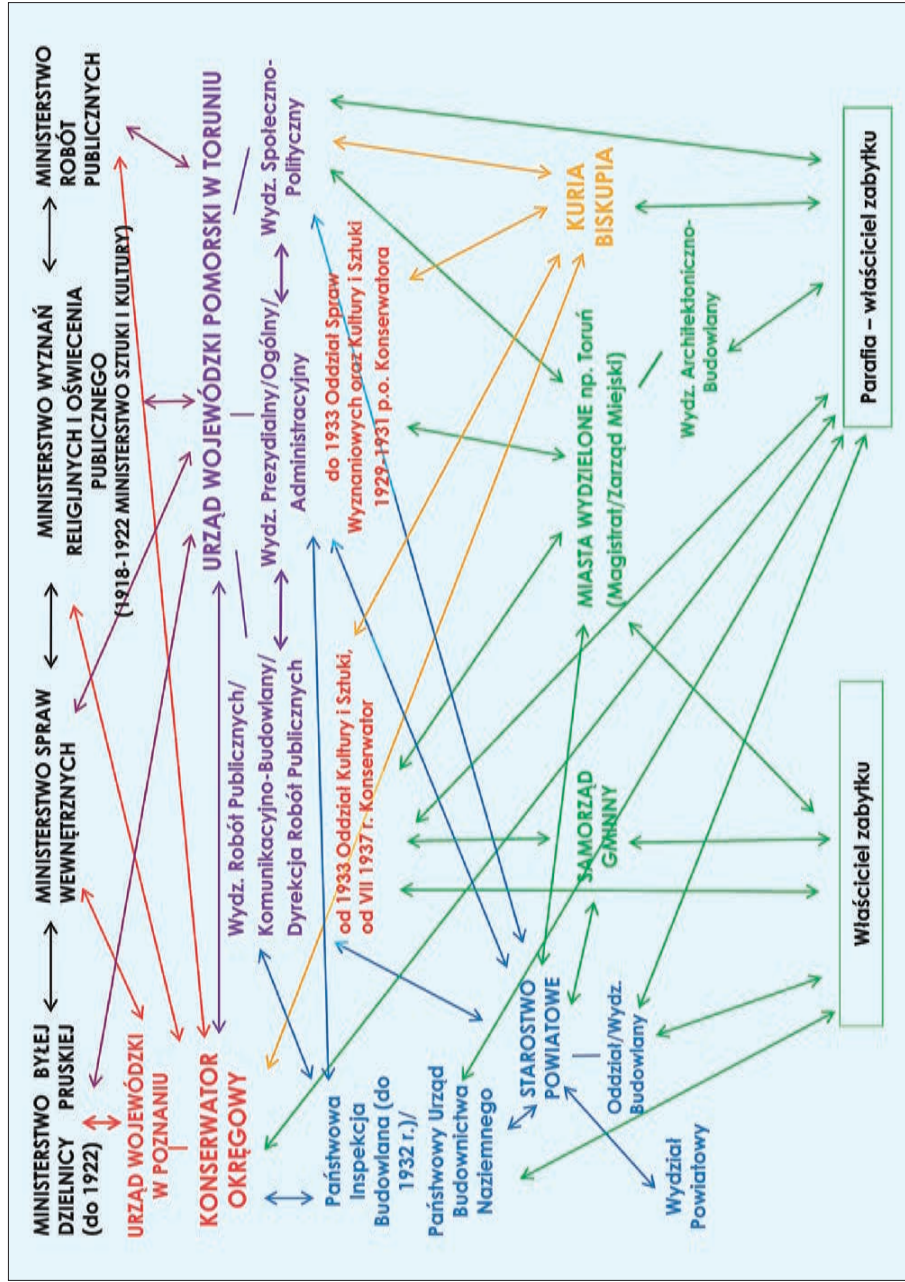 MINISTERSTWO BYŁEJ
DZIELNICY PRUSKIEJ
(do 1922)
MINISTERSTWO SPRAW
WEWNĘTRZNYCH
MINISTERSTWO WYZNAŃ
RELIGIJNYCH I OŚWIECENIA
PUBLICZNEGO
(1918-1922 MINISTERSTWO SZTUKI I KULTURY)
MINISTERSTWO
ROBÓT
PUBLICZNYCH
URZĄD WOJEWÓDZKI
W POZNANIU
KONSERWATOR
OKRĘGOWY
URZĄD WOJEWÓDZKI POMORSKI W TORUNIU
Wydz. Robót Publicznych/
Komunikacyjno-Budowlany/
Dyrekcja Robót Publicznych
Wydz. Prezydialny/Ogólny/
Administracyjny
Wydz. Społeczno-
Polityczny
od 1933 Oddział Kultury i Sztuki,
od VII 1937 r. Konserwator
do 1933 Oddział Spraw
Wyznaniowych oraz Kultury i Sztuki
1929-1931 p.o. Konserwatora
Państwowa
Inspekcja
Budowlana (do
1932 r.)/
Państwowy Urząd
Budownictwa
Naziemnego
STAROSTWO
POWIATOWE
Oddział/Wydz.
Budowlany
Wydział
Powiatowy
SAMORZĄD
GMINNY
MIASTA WYDZIELONE np. Toruń
(Magistrat/Zarząd Miejski)
Wydz. Architektoniczno-
Budowlany
KURIA
BISKUPIA
Właściciel zabytku
Parafia – właściciel zabytku